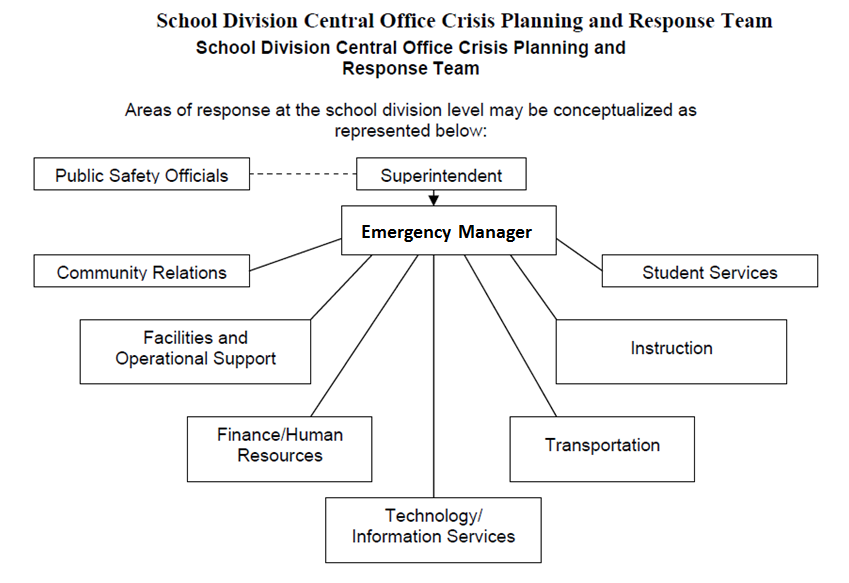 School Division Central Office Crisis Planning and Response Team
School Division Central Office Crisis Planning and
Response Team
Areas of response at the school division level may be conceptualized as
represented below:
Public Safety Officials
Superintendent
Emergency Manager
Community Relations
Student Services
Facilities and
Operational Support
Instruction
Finance/Human
Resources
Transportation
Technology/
Information Services